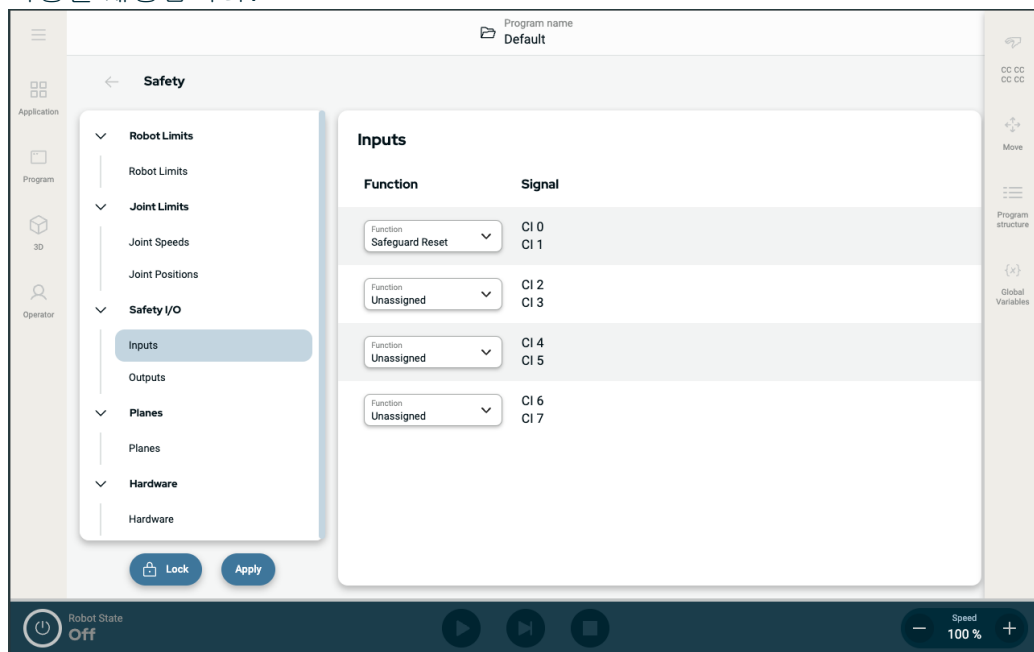 Program name
Default
Application
Program
3D
Operator
Safety
Robot Limits
Robot Limits
Joint Limits
Joint Speeds
Joint Positions
Safety I/O
Inputs
Outputs
Planes
Planes
Hardware
Hardware
Lock
Apply
Inputs
Function Signal
Function
Safeguard Reset
CI 0
CI 1
Function
Unassigned
CI 2
CI 3
Function
Unassigned
CI 4
CI 5
Function
Unassigned
CI 6
CI 7
CC CC
CC CC
Move
Program
structure
{x}
Global
Variables
Robot State
Off
Speed
100 %